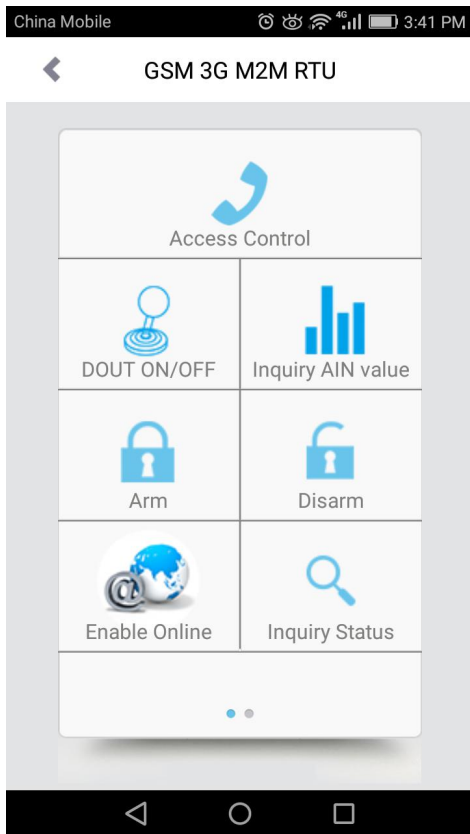 China Mobile 4G 3:41 PM
GSM 3G M2M RTU
Access Control
DOUT ON/OFF
Inquiry AIN value
Arm
Disarm
@
Enable Online
Inquiry Status